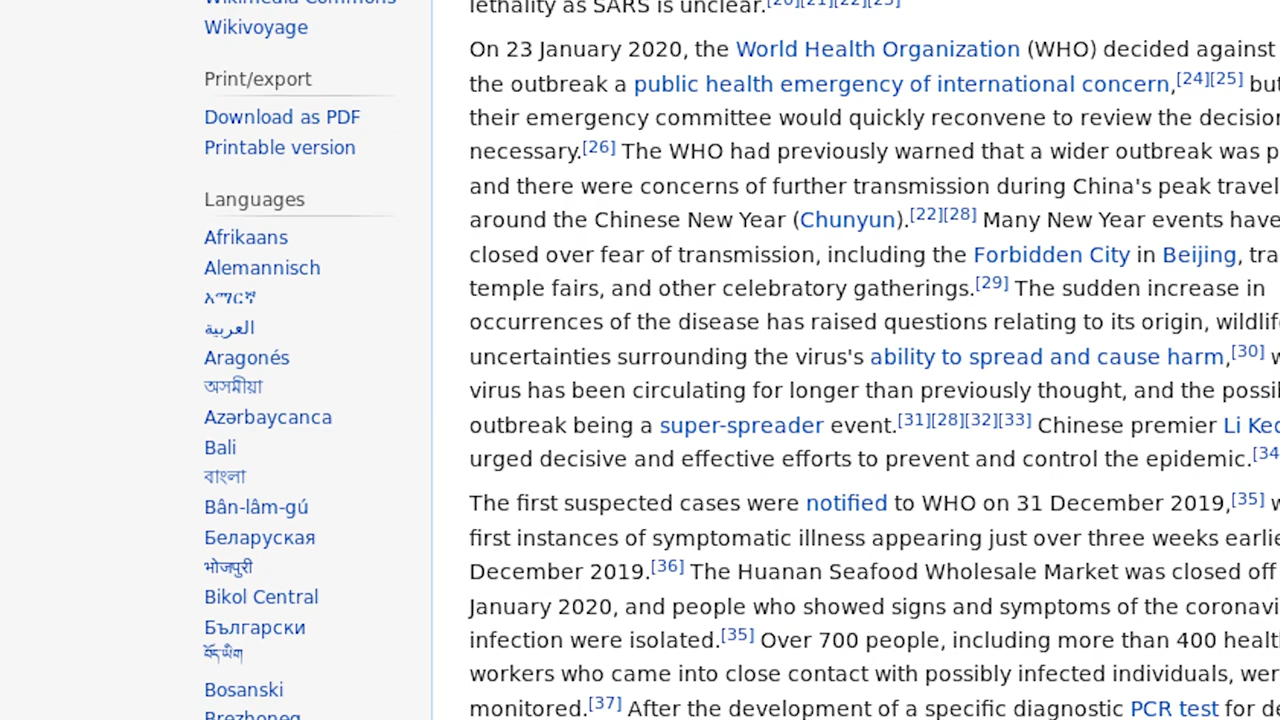 Wikimedia Commons
Wikivoyage
Print/export
Download as PDF
Printable version
Languages
Afrikaans
Alemannisch
አማርኛ
العربية
Aragonés
অসমীয়া
Azərbaycanca
Bali
বাংলা
Bân-lâm-gú
Беларуская
भोजपुरी
Bikol Central
Български
བོད་ཡིག
Bosanski
Brezhoneg
lethality as SARS is unclear.[20][21][22][23]
On 23 January 2020, the World Health Organization (WHO) decided against
the outbreak a public health emergency of international concern,[24][25] but
their emergency committee would quickly reconvene to review the decision
necessary.[26] The WHO had previously warned that a wider outbreak was p
and there were concerns of further transmission during China's peak travel
around the Chinese New Year (Chunyun).[22][28] Many New Year events have
closed over fear of transmission, including the Forbidden City in Beijing, tra
temple fairs, and other celebratory gatherings.[29] The sudden increase in
occurrences of the disease has raised questions relating to its origin, wildlif
uncertainties surrounding the virus's ability to spread and cause harm,[30] w
virus has been circulating for longer than previously thought, and the possil
outbreak being a super-spreader event.[31][28][32][33] Chinese premier Li Kec
urged decisive and effective efforts to prevent and control the epidemic.[34
The first suspected cases were notified to WHO on 31 December 2019,[35] w
first instances of symptomatic illness appearing just over three weeks earlie
December 2019.[36] The Huanan Seafood Wholesale Market was closed off
January 2020, and people who showed signs and symptoms of the coronavi
infection were isolated.[35] Over 700 people, including more than 400 healt
workers who came into close contact with possibly infected individuals, wer
monitored.[37] After the development of a specific diagnostic PCR test for de